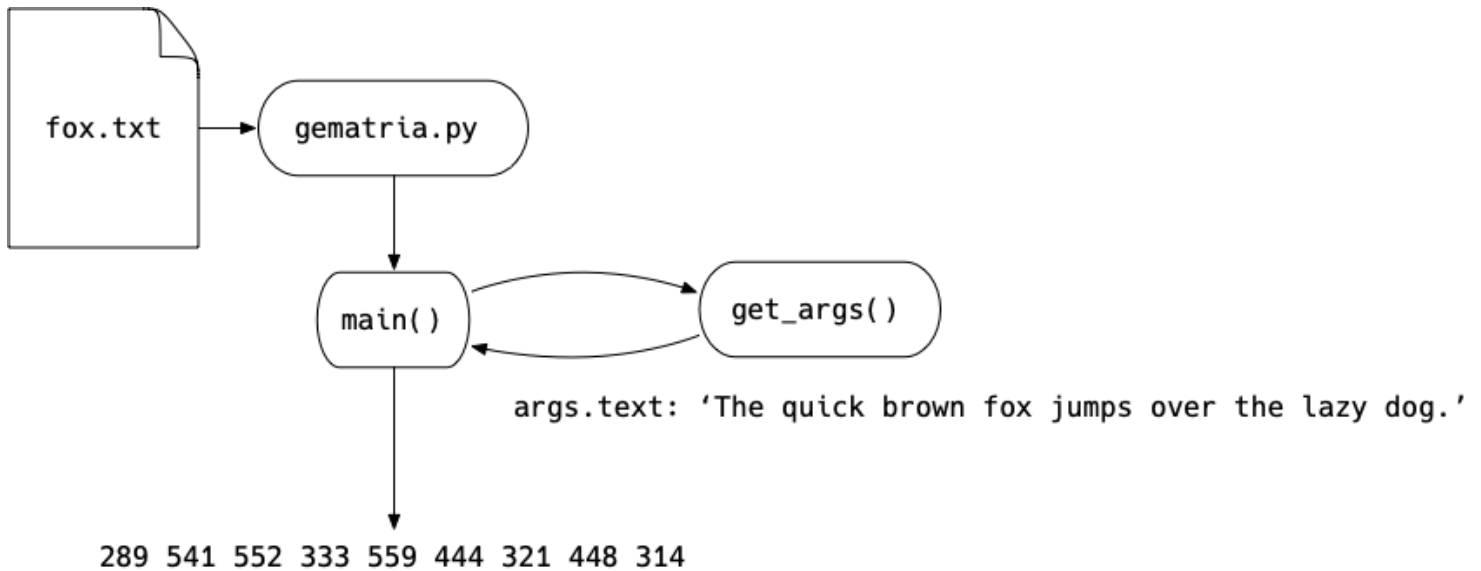 fox.txt
gematria.py
main()
get_args()
args.text: ‘The quick brown fox jumps over the lazy dog.’
289 541 552 333 559 444 321 448 314